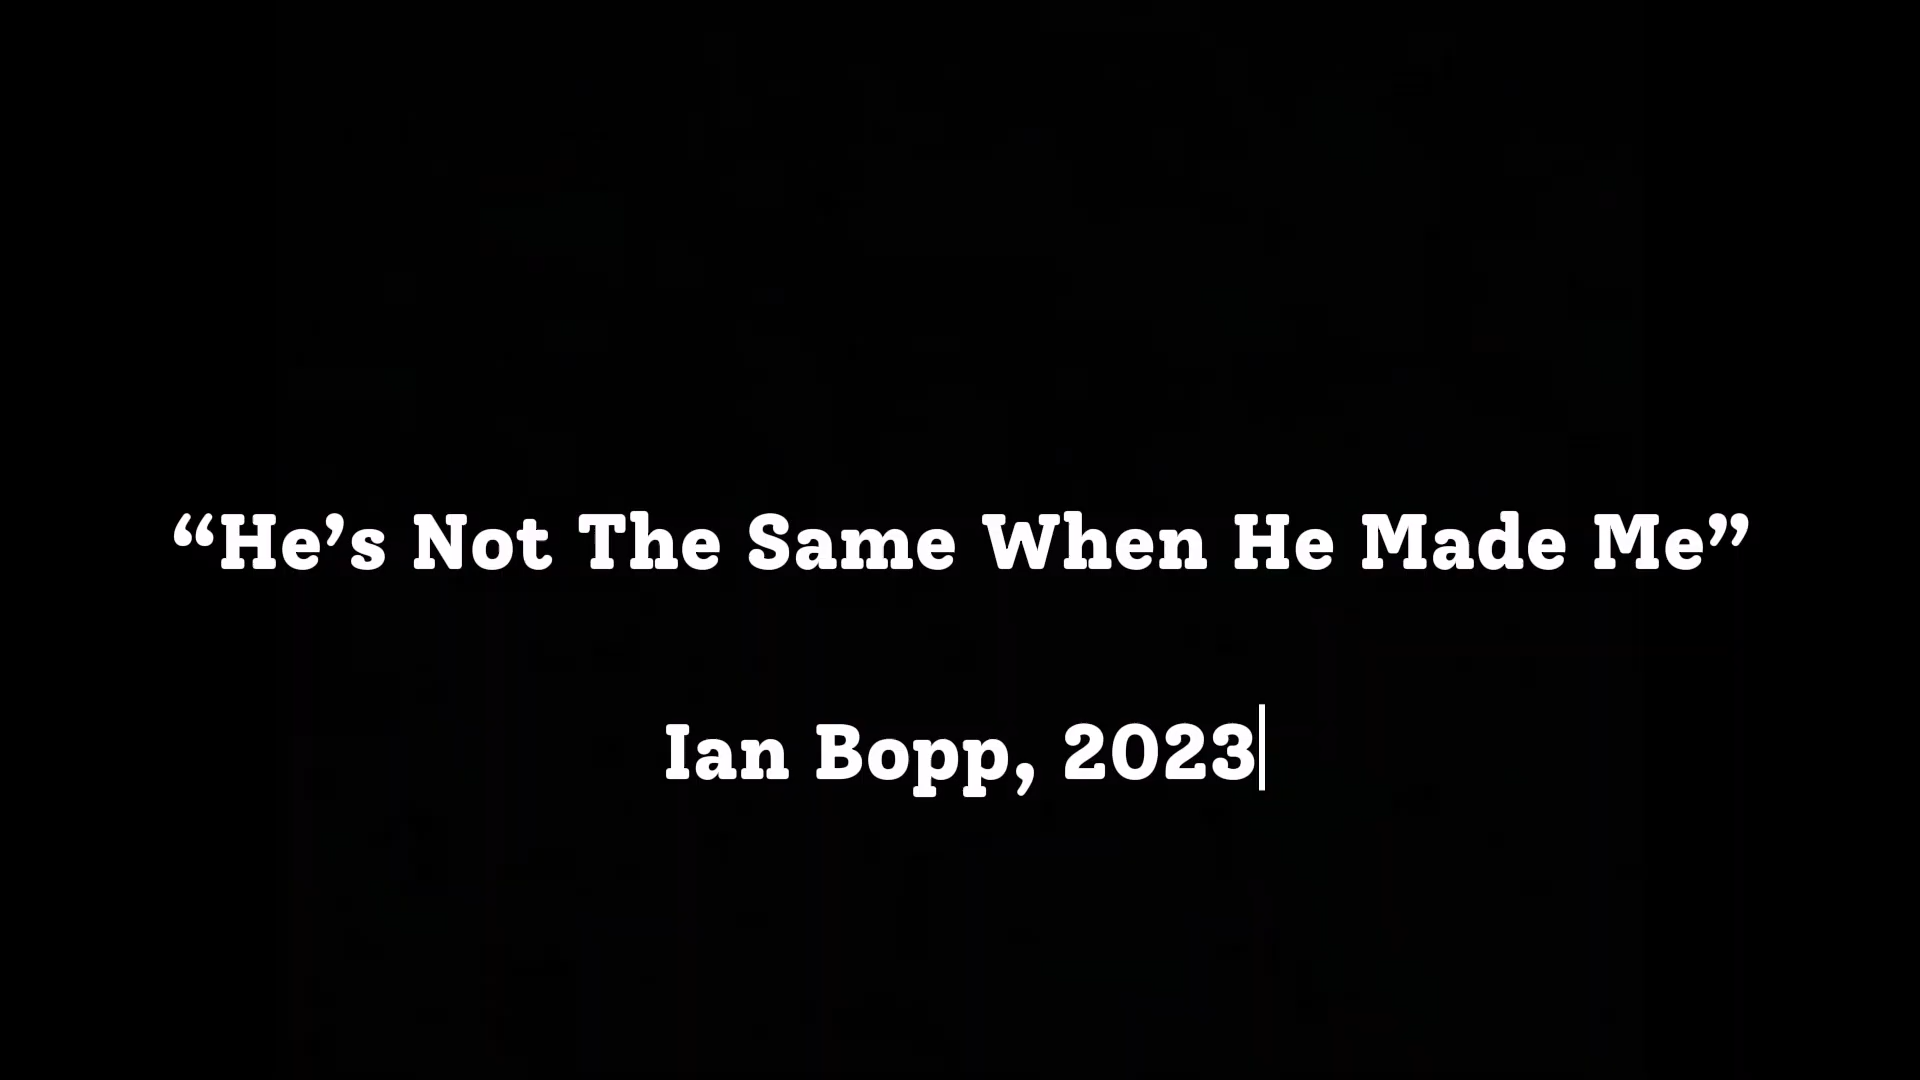 “He’s Not The Same When He Made Me”
Ian Bopp, 2023